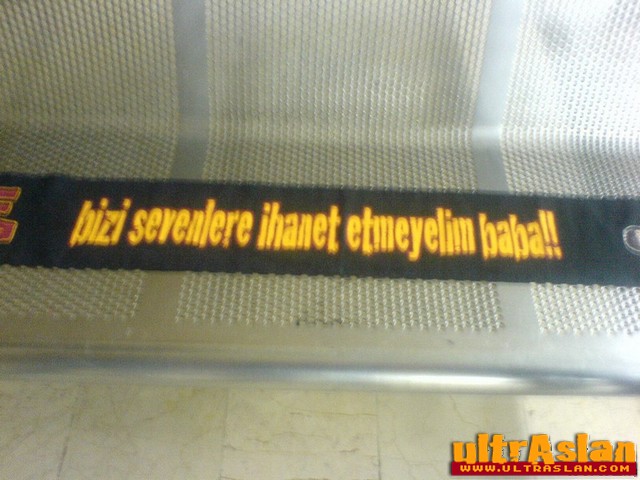 bizi sevenlere ihanet etmeyelim baba!!
ultrAslan
WWW.ULTRASLAN.COM